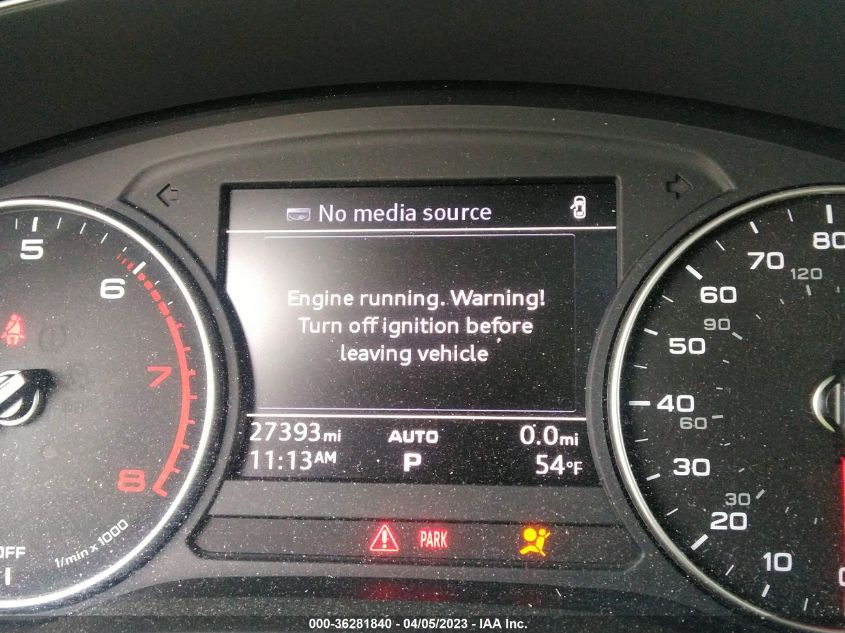 No media source
Engine running. Warning!
Turn off ignition before
leaving vehicle
27393mi AUTO 0.0mi
11:13AM P 54°F
PARK
5
6
7
8
1/min x 1000
OFF
80
70
120
60
90
50
40
60
30
30
20
10
0
000-36281840 - 04/05/2023 - IAA Inc.